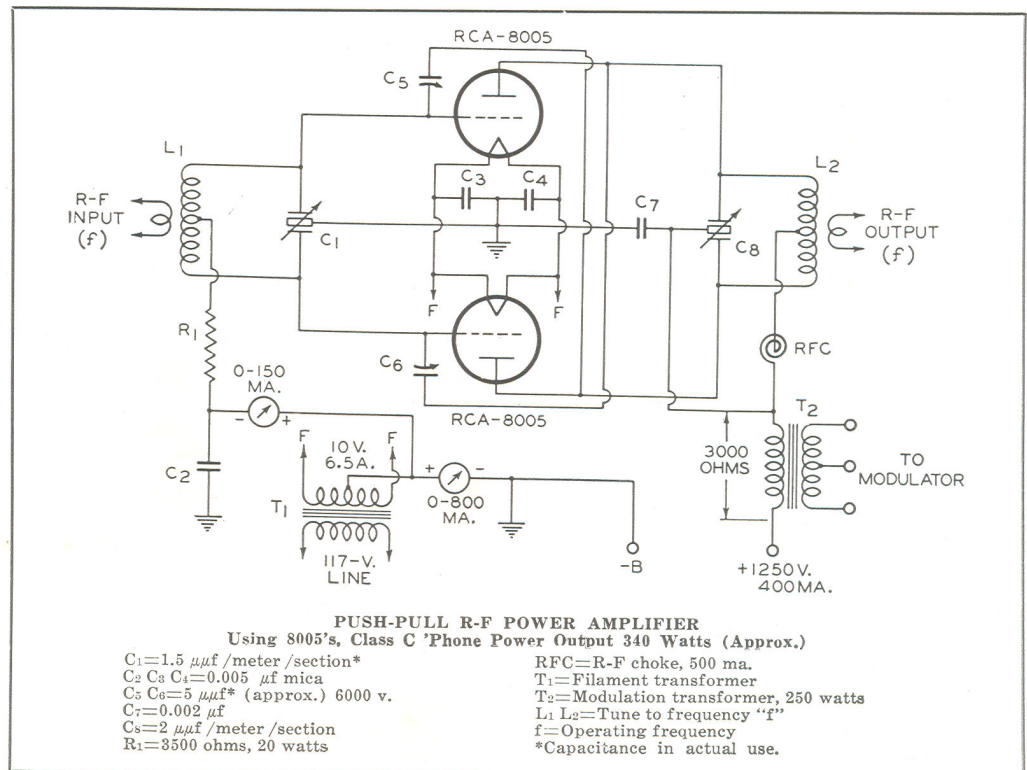 RCA-8005
C5
L1
R-F
INPUT
(f)
C3
C4
C1
C7
C8
L2
R-F
OUTPUT
(f)
F
F
R1
C6
RFC
0-150
MA.
- +
RCA-8005
C2
F
10 V.
6.5 A.
F
T1
+ -
0-800
MA.
3000
OHMS
T2
TO
MODULATOR
117-V.
LINE
-B
+1250 V.
400 MA.
PUSH-PULL R-F POWER AMPLIFIER
Using 8005's, Class C 'Phone Power Output 340 Watts (Approx.)
C1=1.5 μμf /meter /section*
C2 C3 C4=0.005 μf mica
C5 C6=5 μμf* (approx.) 6000 v.
C7=0.002 μf
C8=2 μμf /meter /section
R1=3500 ohms, 20 watts
RFC=R-F choke, 500 ma.
T1=Filament transformer
T2=Modulation transformer, 250 watts
L1 L2=Tune to frequency "f"
f=Operating frequency
*Capacitance in actual use.